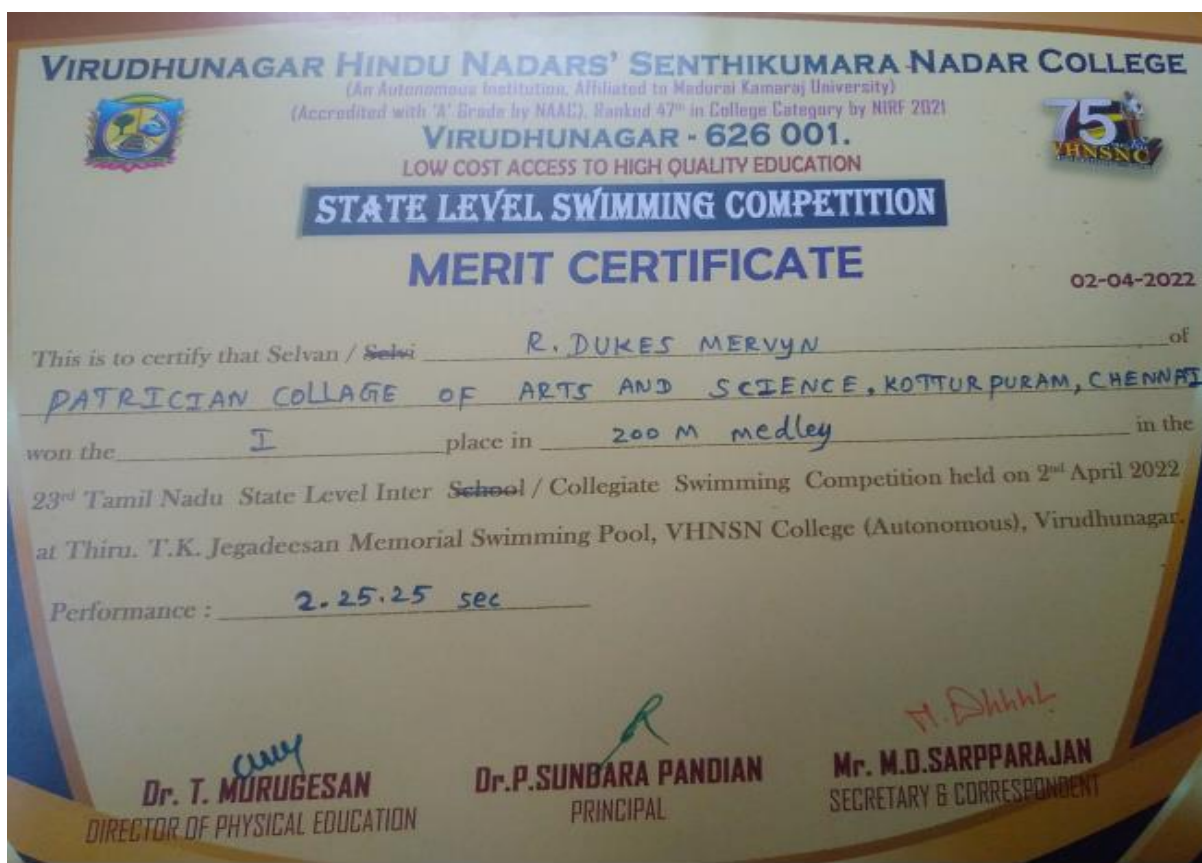 VIRUDHUNAGAR HINDU NADARS' SENTHIKUMARA NADAR COLLEGE
(An Autonomous Institution, Affiliated to Madurai Kamaraj University)
(Accredited with 'A' Grade by NAAC), Ranked 47th in College Category by NIRF 2021
VIRUDHUNAGAR - 626 001.
LOW COST ACCESS TO HIGH QUALITY EDUCATION
75
VHNSNC
STATE LEVEL SWIMMING COMPETITION
MERIT CERTIFICATE
02-04-2022
This is to certify that Selvan / Selvi R. DUKES MERVYN of
PATRICIAN COLLAGE OF ARTS AND SCIENCE, KOTTURPURAM, CHENNAI
won the I place in 200 M medley in the
23rd Tamil Nadu State Level Inter School / Collegiate Swimming Competition held on 2nd April 2022
at Thiru. T.K. Jegadeesan Memorial Swimming Pool, VHNSN College (Autonomous), Virudhunagar.
Performance : 2.25.25 sec
Dr. T. MURUGESAN
DIRECTOR OF PHYSICAL EDUCATION
Dr.P.SUNDARA PANDIAN
PRINCIPAL
Mr. M.D.SARPPARAJAN
SECRETARY & CORRESPONDENT